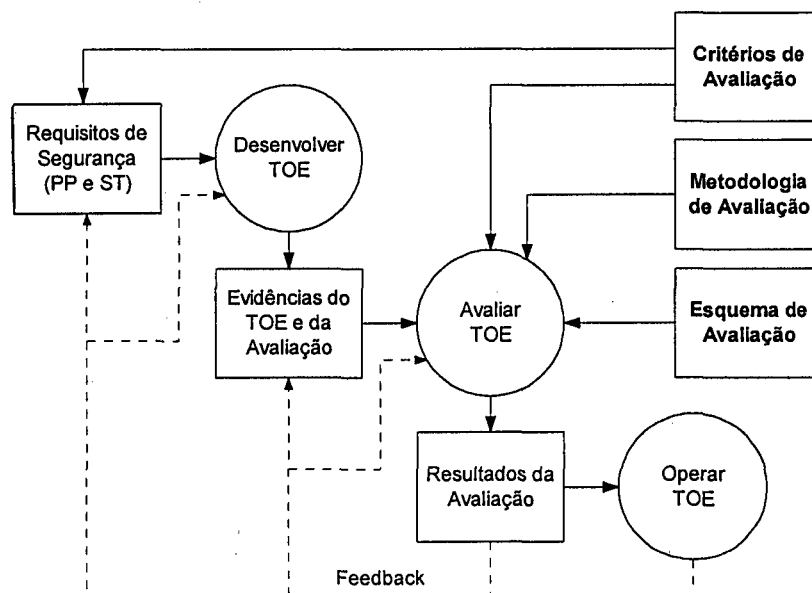 Critérios de
Avaliação
Requisitos de
Segurança
(PP e ST)
Desenvolver
TOE
Metodologia
de Avaliação
Evidências do
TOE e da
Avaliação
Avaliar
TOE
Esquema de
Avaliação
Resultados da
Avaliação
Operar
TOE
Feedback